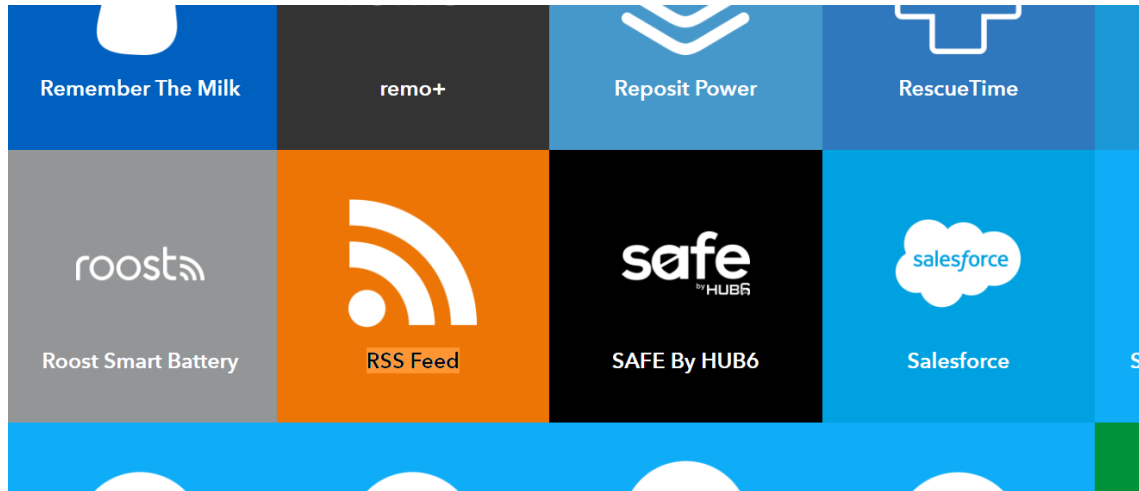 Remember The Milk
remo+
Reposit Power
RescueTime
roost
safe
by HUB6
salesforce
Roost Smart Battery
RSS Feed
SAFE By HUB6
Salesforce
S